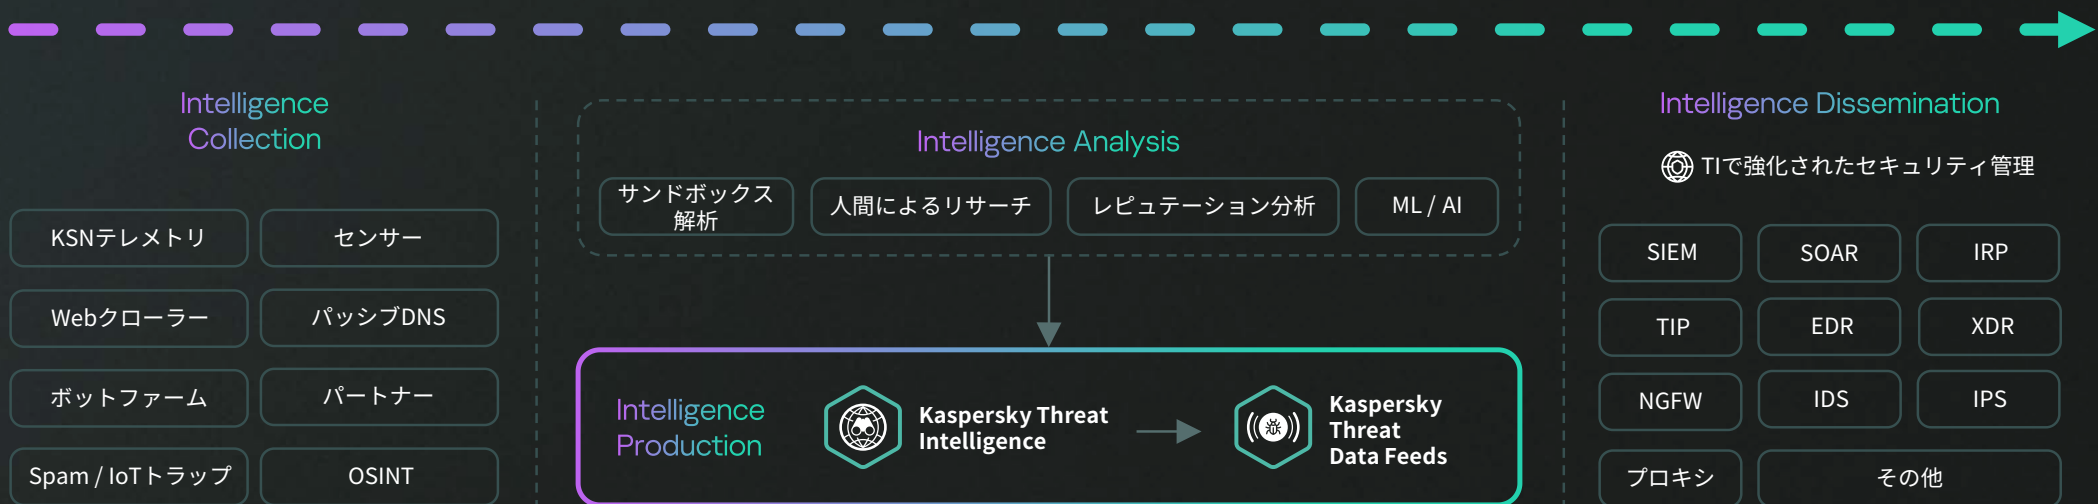 Intelligence
Collection
KSNテレメトリ
センサー
Webクローラー
パッシブDNS
ボットファーム
パートナー
Spam / IoTトラップ
OSINT
Intelligence Analysis
サンドボックス
解析
人間によるリサーチ
レピュテーション分析
ML / AI
Intelligence
Production
Kaspersky Threat
Intelligence
Kaspersky
Threat
Data Feeds
Intelligence Dissemination
TIで強化されたセキュリティ管理
SIEM
SOAR
IRP
TIP
EDR
XDR
NGFW
IDS
IPS
プロキシ
その他